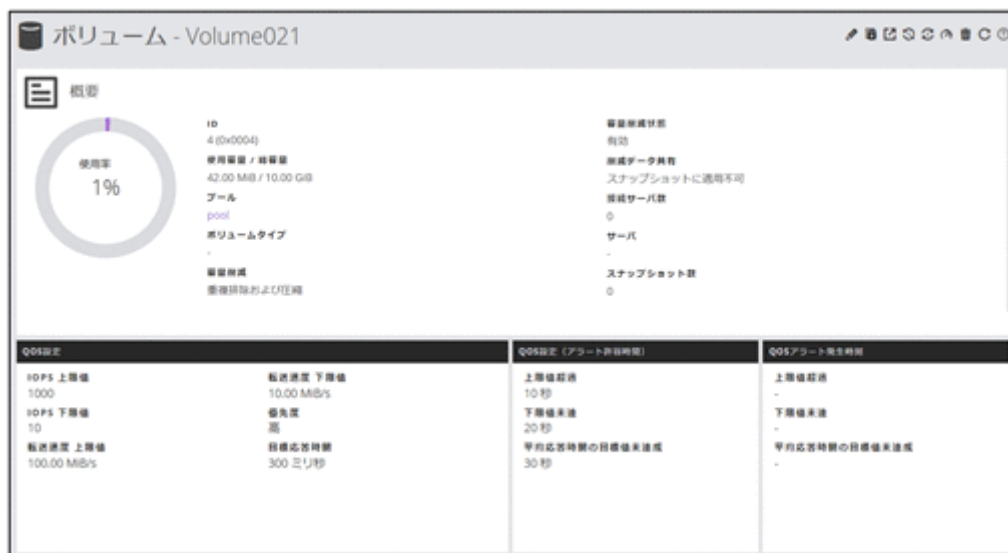 ボリューム - Volume021
概要
使用率
1%
ID
4 (0x0004)
使用容量 / 総容量
42.00 MiB / 10.00 GiB
プール
pool
ボリュームタイプ
-
容量削減
重複排除および圧縮
容量削減状態
有効
削減データ共有
スナップショットに適用不可
接続サーバ数
0
サーバ
-
スナップショット数
0
QOS設定
IOPS 上限値
1000
IOPS 下限値
10
転送速度 上限値
100.00 MiB/s
転送速度 下限値
10.00 MiB/s
優先度
高
目標応答時間
300 ミリ秒
QOS設定（アラート許容時間）
上限値超過
10 秒
下限値未達
20 秒
平均応答時間の目標値未達成
30 秒
QOSアラート発生時刻
上限値超過
-
下限値未達
-
平均応答時間の目標値未達成
-